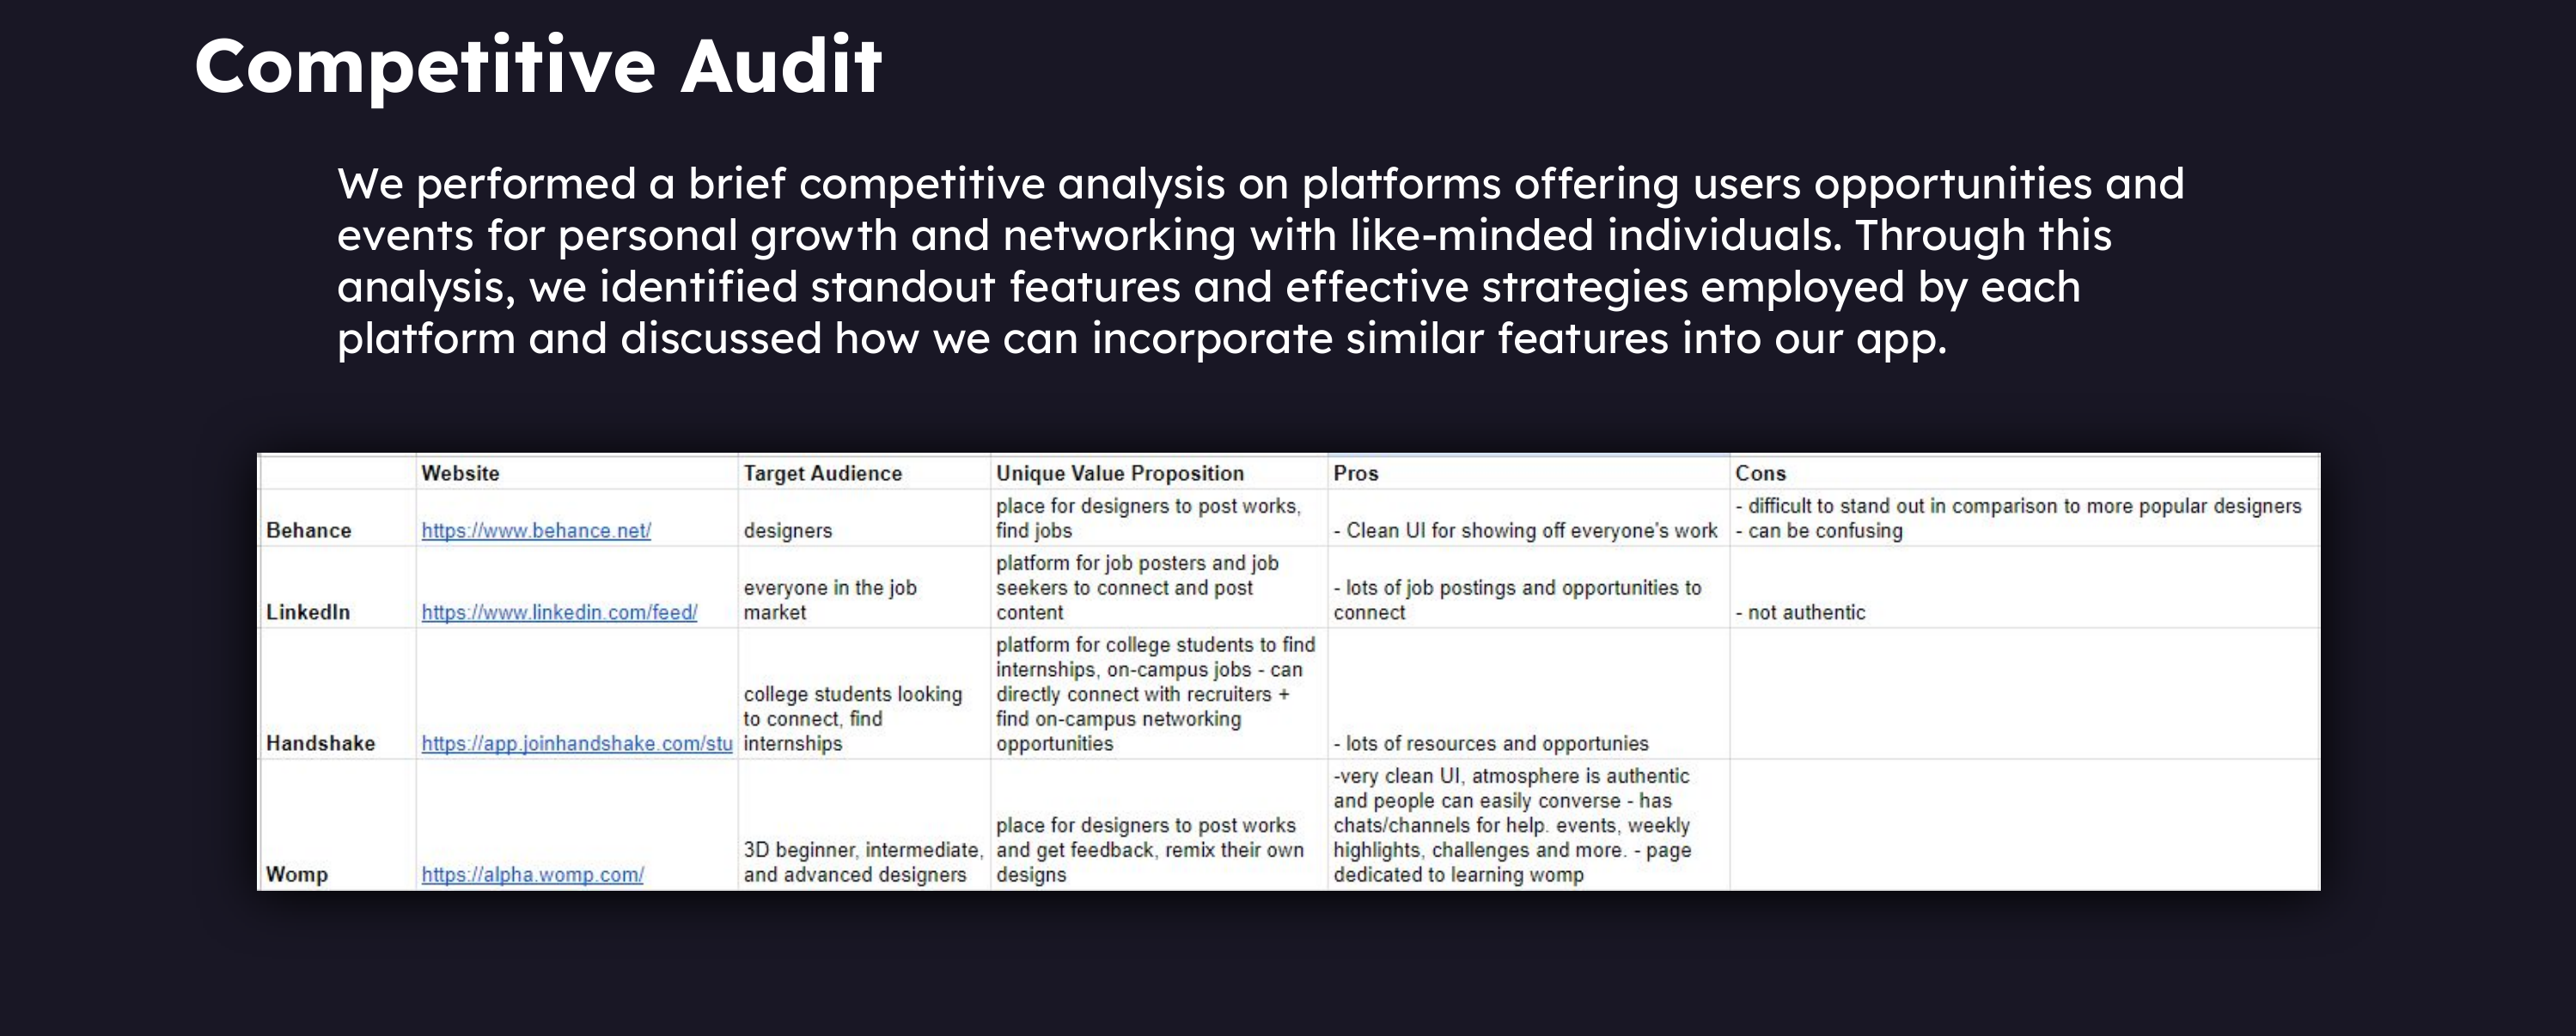 Competitive Audit
We performed a brief competitive analysis on platforms offering users opportunities and
events for personal growth and networking with like-minded individuals. Through this
analysis, we identified standout features and effective strategies employed by each
platform and discussed how we can incorporate similar features into our app.
Website Target Audience Unique Value Proposition Pros Cons
Behance
https://www.behance.net/
designers
place for designers to post works,
find jobs
- Clean UI for showing off everyone's work
- difficult to stand out in comparison to more popular designers
- can be confusing
LinkedIn
https://www.linkedin.com/feed/
everyone in the job
market
platform for job posters and job
seekers to connect and post
content
- lots of job postings and opportunities to
connect
- not authentic
Handshake
https://app.joinhandshake.com/stu
college students looking
to connect, find
internships
platform for college students to find
internships, on-campus jobs - can
directly connect with recruiters +
find on-campus networking
opportunities
- lots of resources and opportunies
Womp
https://alpha.womp.com/
3D beginner, intermediate,
and advanced designers
place for designers to post works
and get feedback, remix their own
designs
-very clean UI, atmosphere is authentic
and people can easily converse - has
chats/channels for help. events, weekly
highlights, challenges and more. - page
dedicated to learning womp